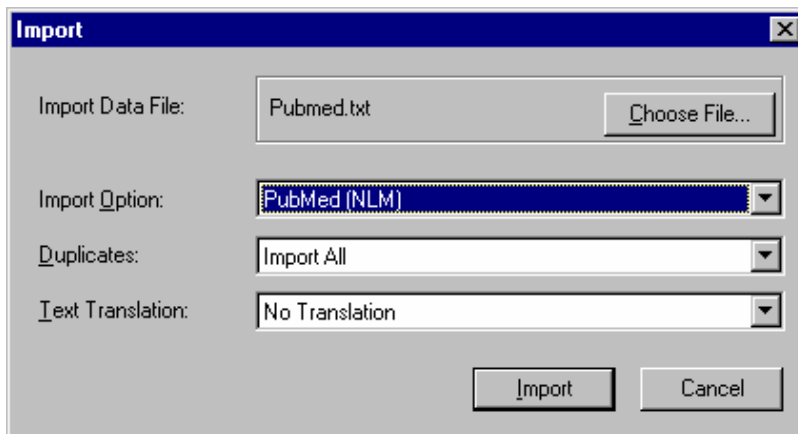 Import
Import Data File: Pubmed.txt Choose File...
Import Option: PubMed (NLM)
Duplicates: Import All
Text Translation: No Translation
Import Cancel